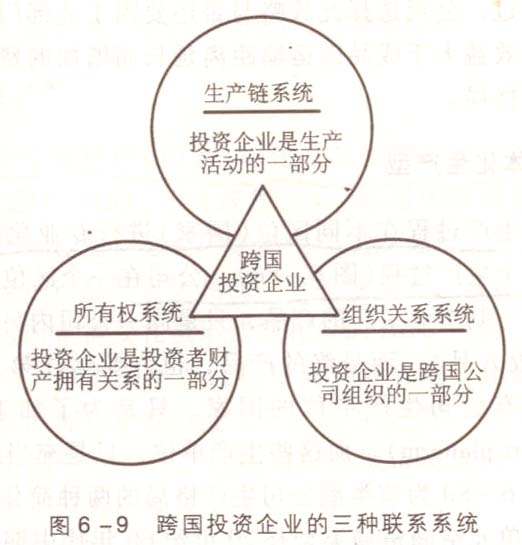 生产链系统
投资企业是生产
活动的一部分
跨国
投资企业
所有权系统
投资企业是投资者财
产拥有关系的一部分
组织关系系统
投资企业是跨国公
司组织的一部分
图6-9 跨国投资企业的三种联系系统